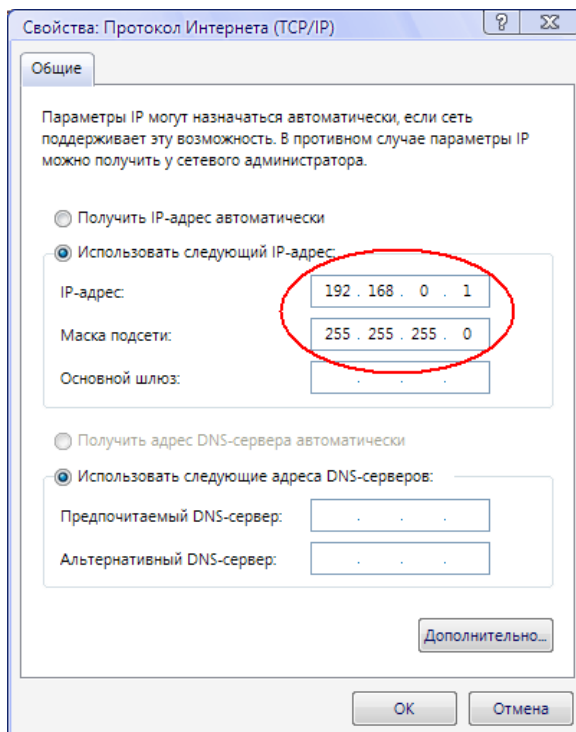 Свойства: Протокол Интернета (TCP/IP)
Общие
Параметры IP могут назначаться автоматически, если сеть
поддерживает эту возможность. В противном случае параметры IP
можно получить у сетевого администратора.
Получить IP-адрес автоматически
Использовать следующий IP-адрес:
IP-адрес: 192 . 168 . 0 . 1
Маска подсети: 255 . 255 . 255 . 0
Основной шлюз: . . .
Получить адрес DNS-сервера автоматически
Использовать следующие адреса DNS-серверов:
Предпочитаемый DNS-сервер: . . .
Альтернативный DNS-сервер: . . .
Дополнительно...
ОК Отмена